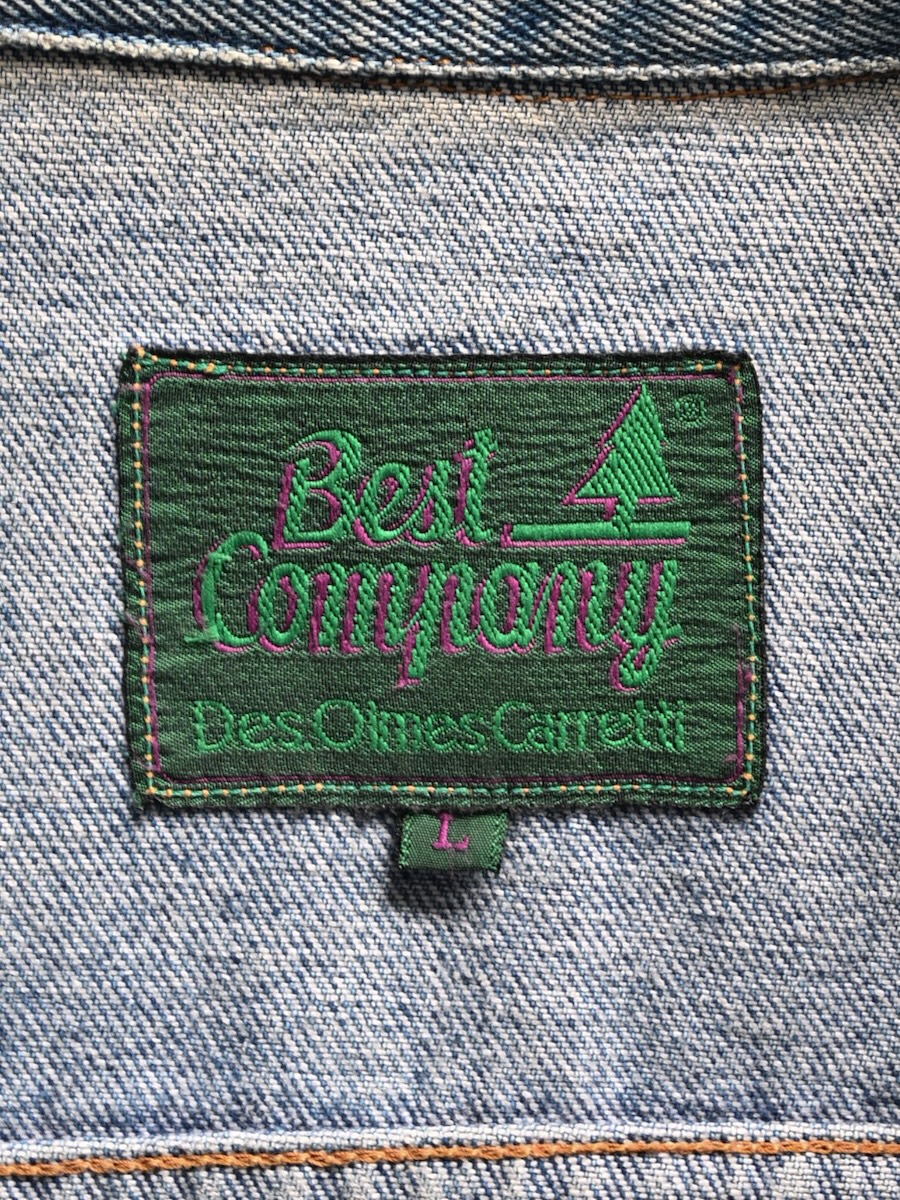 Best
®
Company
Des.Olmes Carretti
L